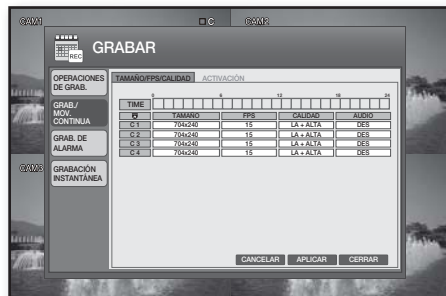 CAM1
C
CAM2
REC
GRABAR
OPERACIONES DE GRAB.
GRAB./ MOV. CONTINUA
GRAB. DE ALARMA
GRABACIÓN INSTANTÁNEA
TAMAÑO/FPS/CALIDAD ACTIVACIÓN
0 6 12 18 24
TIME
TAMANO FPS CALIDAD AUDIO
C 1 704x240 15 LA + ALTA DES
C 2 704x240 15 LA + ALTA DES
C 3 704x240 15 LA + ALTA DES
C 4 704x240 15 LA + ALTA DES
CAM3
CANCELAR APLICAR CERRAR